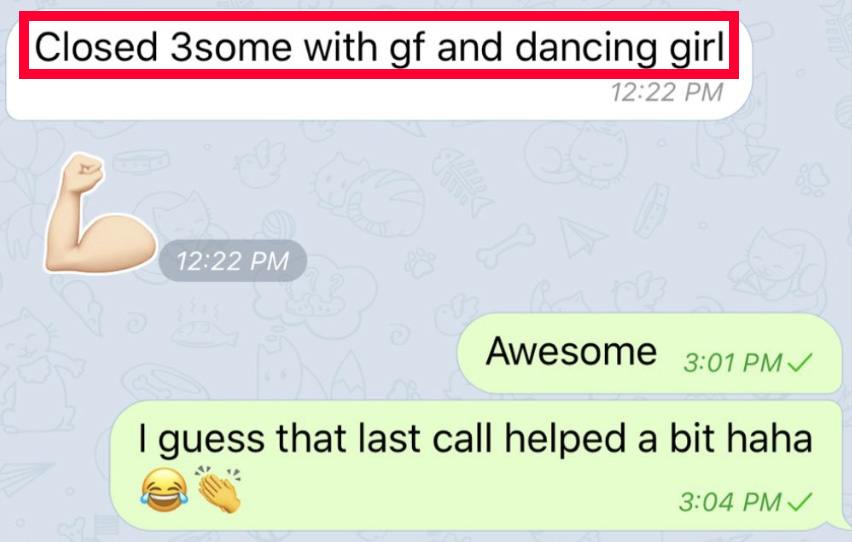 Closed 3some with gf and dancing girl
12:22 PM
12:22 PM
Awesome 3:01 PM
I guess that last call helped a bit haha
3:04 PM